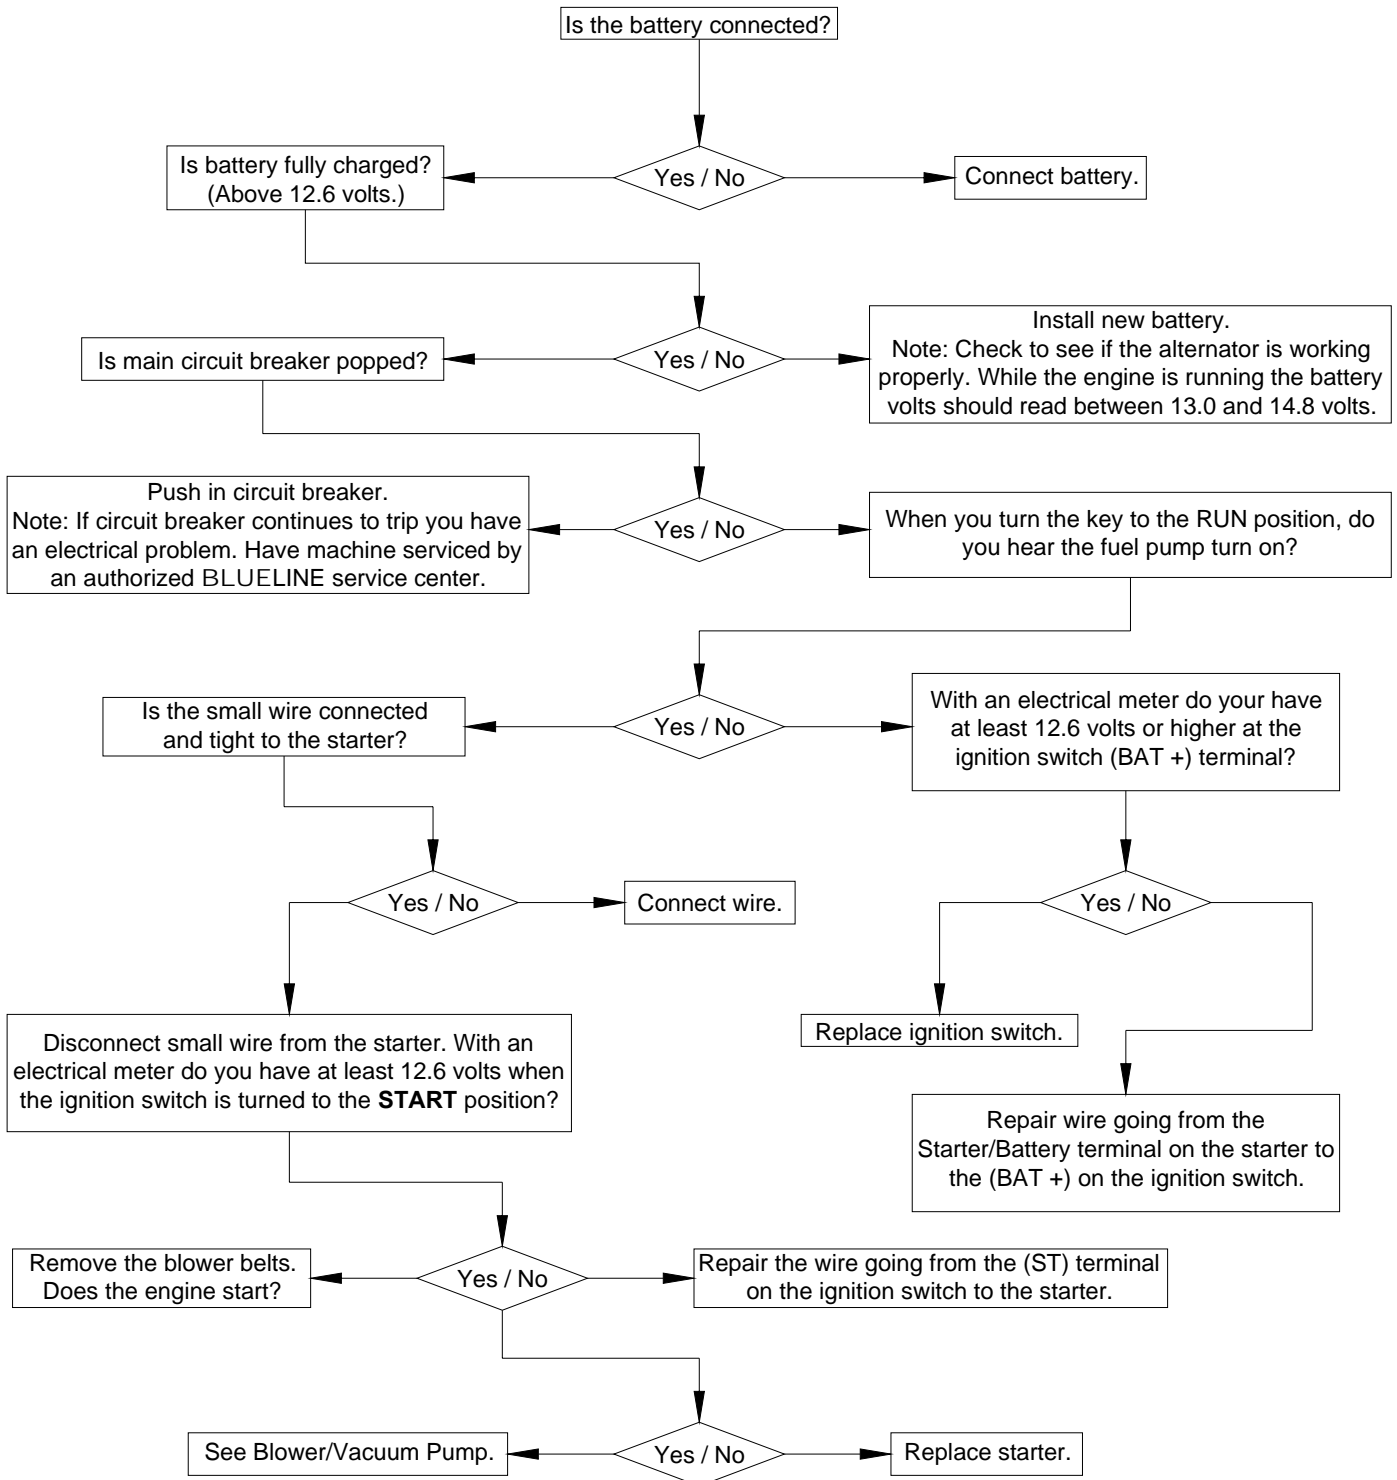 Is the battery connected?
Is battery fully charged?
(Above 12.6 volts.)
Yes / No
Connect battery.
Is main circuit breaker popped?
Yes / No
Install new battery.
Note: Check to see if the alternator is working
properly. While the engine is running the battery
volts should read between 13.0 and 14.8 volts.
Push in circuit breaker.
Note: If circuit breaker continues to trip you have
an electrical problem. Have machine serviced by
an authorized BLUELINE service center.
Yes / No
When you turn the key to the RUN position, do
you hear the fuel pump turn on?
Is the small wire connected
and tight to the starter?
Yes / No
With an electrical meter do your have
at least 12.6 volts or higher at the
ignition switch (BAT +) terminal?
Yes / No
Connect wire.
Yes / No
Replace ignition switch.
Disconnect small wire from the starter. With an
electrical meter do you have at least 12.6 volts when
the ignition switch is turned to the START position?
Repair wire going from the
Starter/Battery terminal on the starter to
the (BAT +) on the ignition switch.
Remove the blower belts.
Does the engine start?
Yes / No
Repair the wire going from the (ST) terminal
on the ignition switch to the starter.
See Blower/Vacuum Pump.
Yes / No
Replace starter.